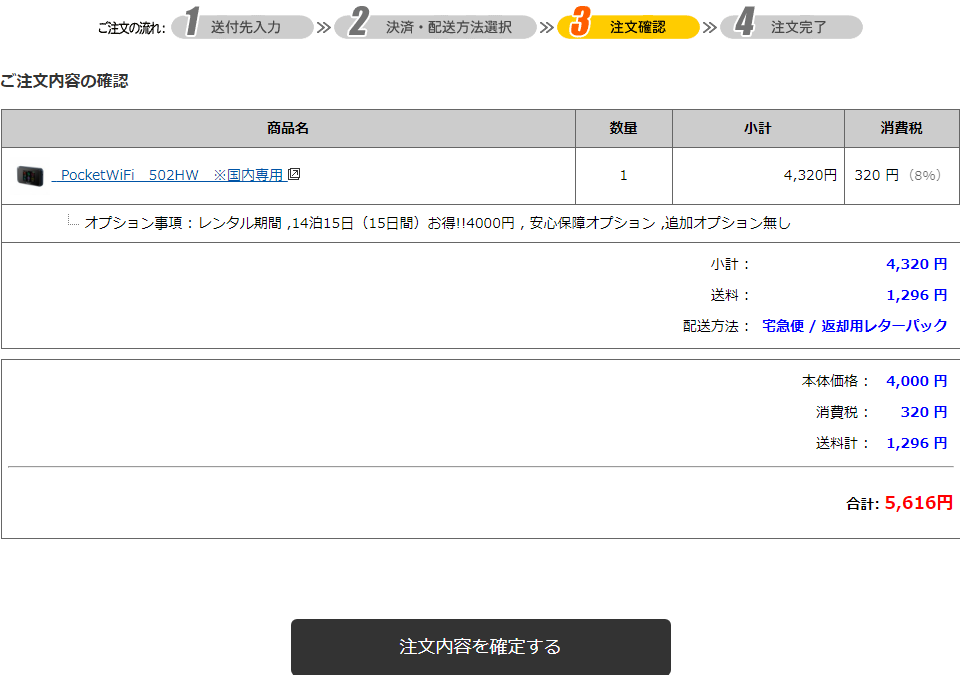 ご注文の流れ: 1 送付先入力 2 決済・配送方法選択 3 注文確認 4 注文完了
ご注文内容の確認
商品名 数量 小計 消費税
PocketWiFi 502HW ※国内専用 1 4,320円 320 円 (8%)
オプション事項 : レンタル期間 ,14泊15日（15日間）お得!!4000円 , 安心保障オプション ,追加オプション無し
小計 : 4,320 円
送料 : 1,296 円
配送方法 : 宅急便 / 返却用レターパック
本体価格 : 4,000 円
消費税 : 320 円
送料計 : 1,296 円
合計: 5,616円
注文内容を確定する